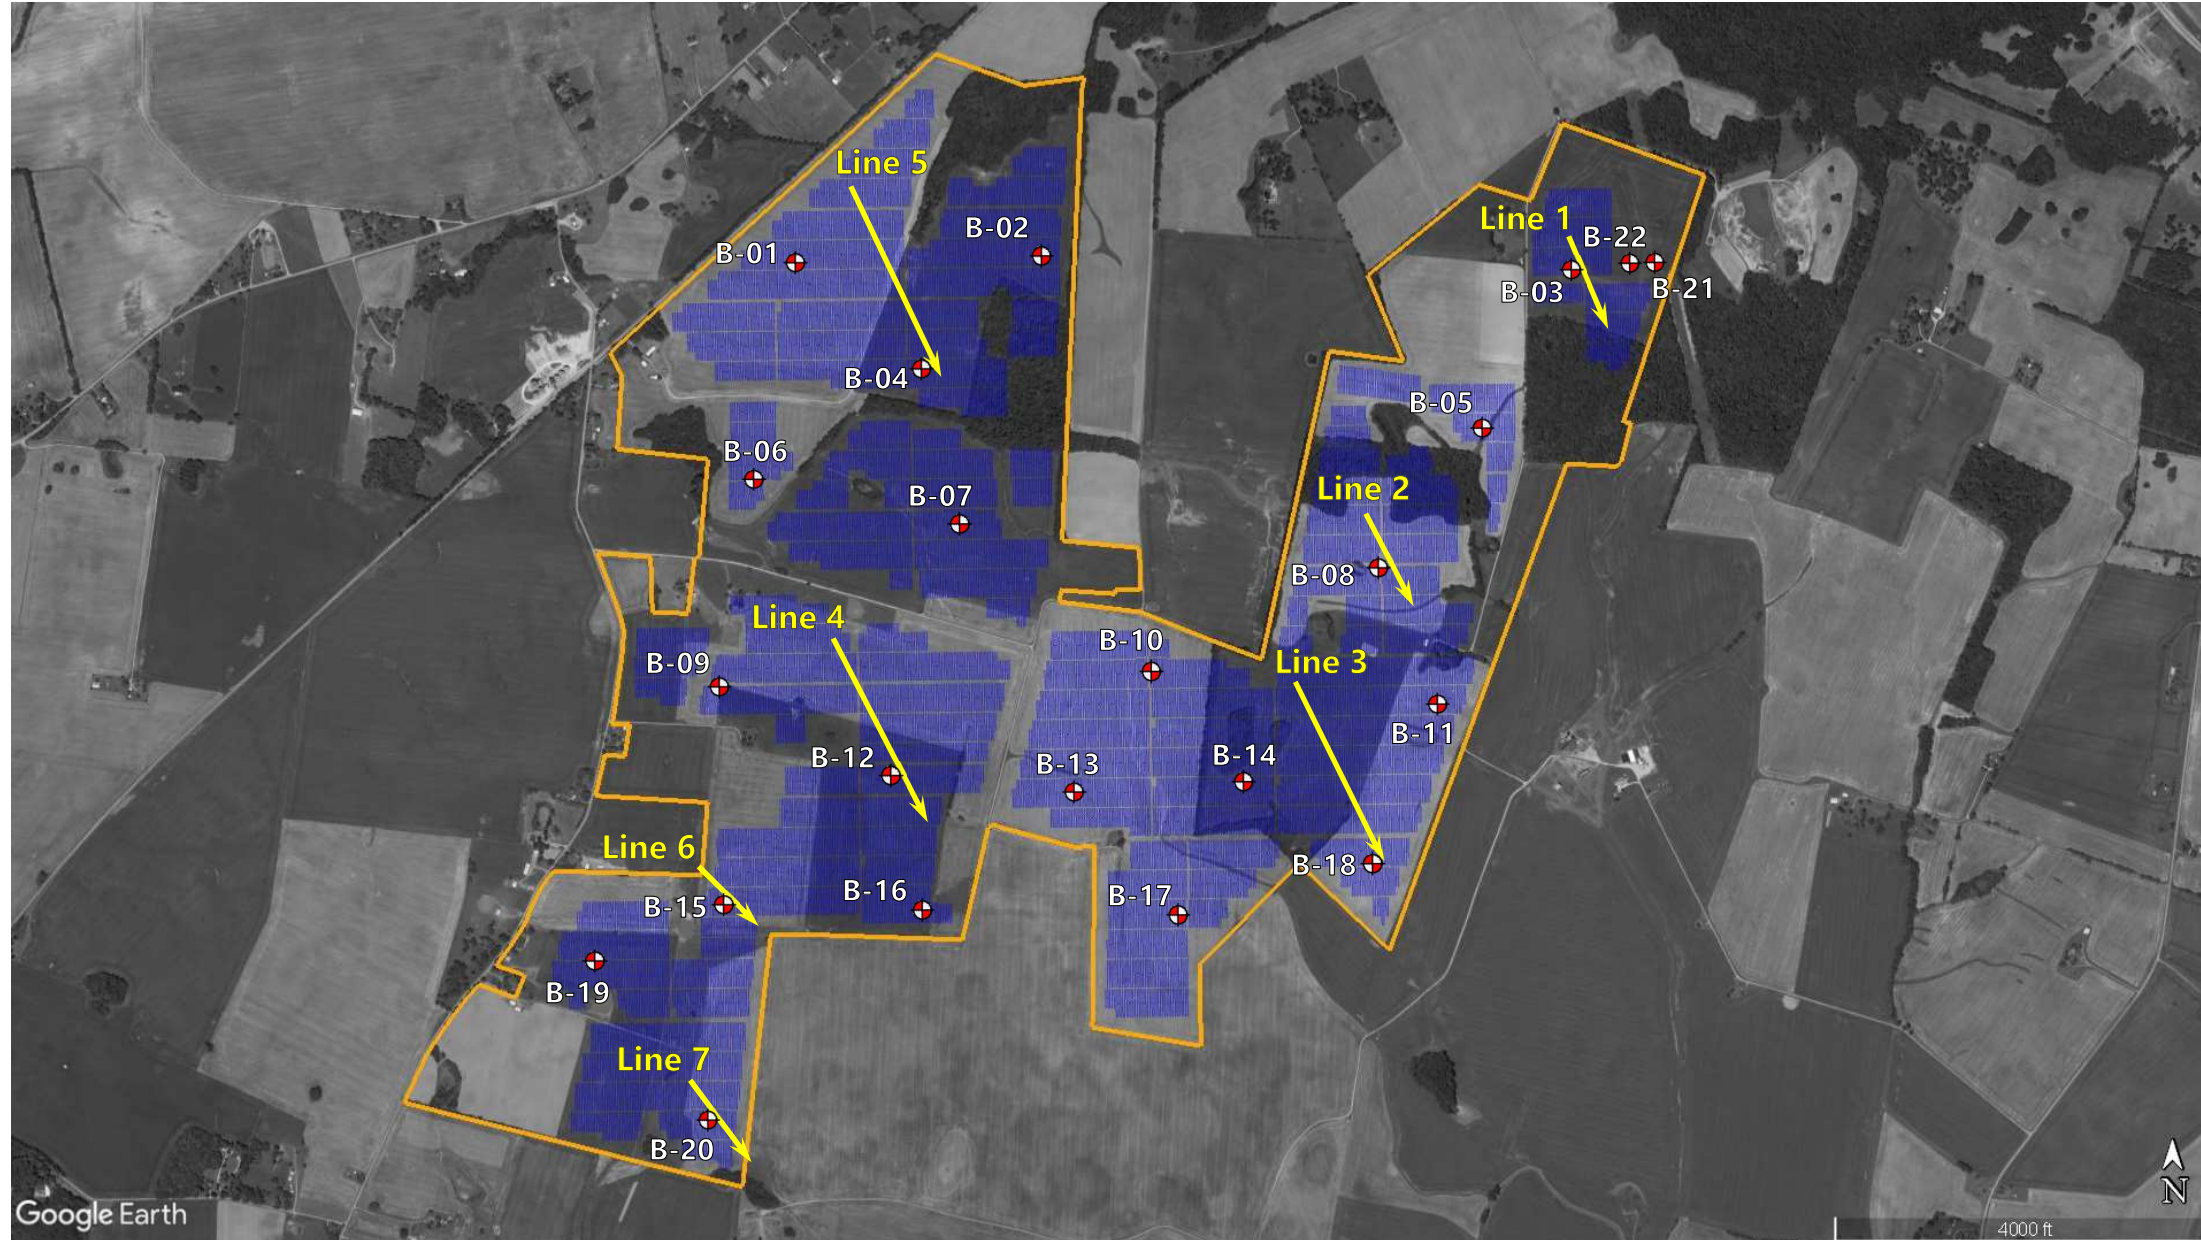 Line 5
B-02
Line 1
B-22
B-01
B-03
B-21
B-04
B-05
B-06
B-07
Line 2
B-08
Line 4
B-10
B-09
Line 3
B-11
B-12
B-13
B-14
Line 6
B-18
B-16
B-15
B-17
B-19
Line 7
B-20
N
Google Earth
4000 ft